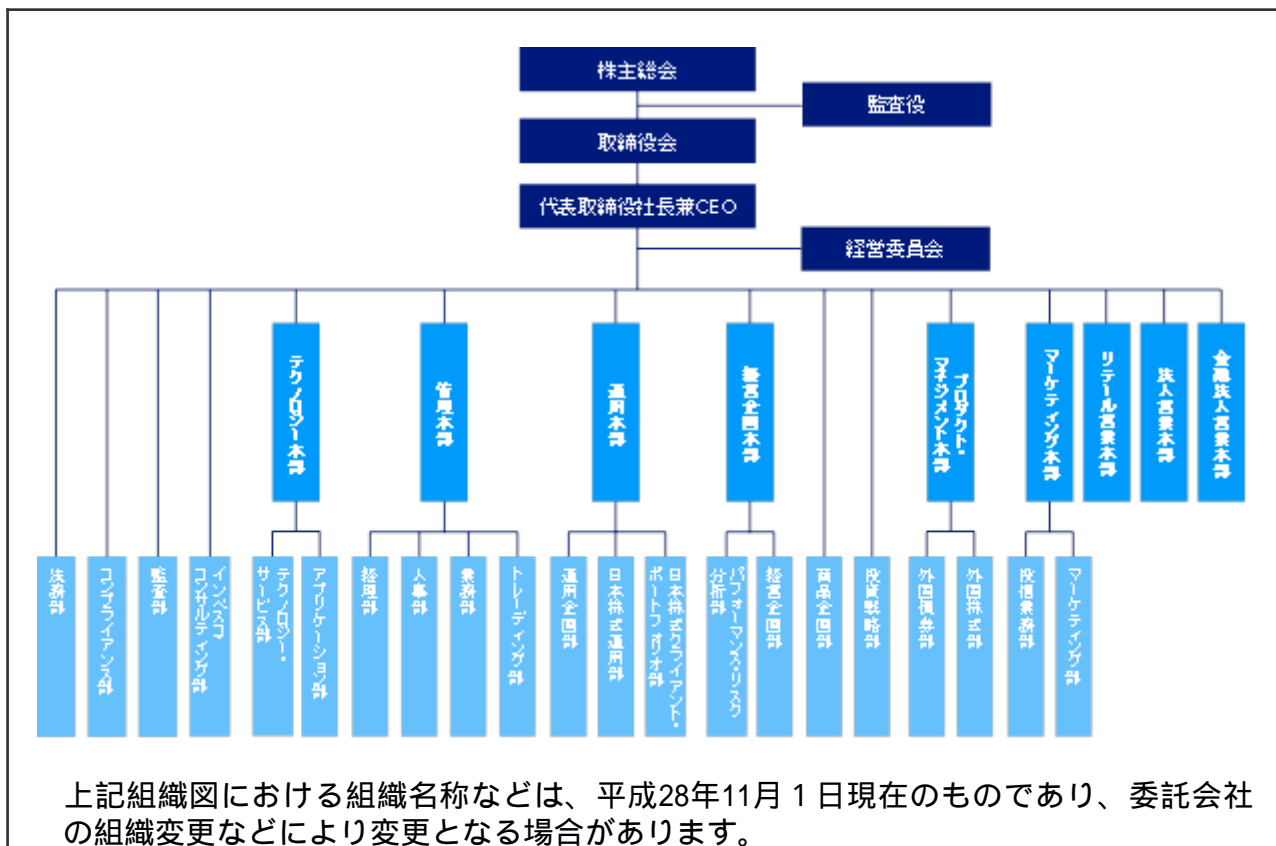 株主総会
監査役
取締役会
代表取締役社長兼CEO
経営委員会
テクノロジー本部
管理本部
運用本部
経営企画本部
プロダクト・
マネジメント本部
マーケティング本部
リテール営業本部
法人営業本部
金融法人営業本部
法務部
コンプライアンス部
監査部
インベスコ
コンサルティング部
テクノロジー・
サービス部
アプリケーション部
経理部
人事部
業務部
トレーディング部
運用企画部
日本株式運用部
日本株式クライアント・
ポートフォリオ部
パフォーマンス・リスク
分析部
経営企画部
商品企画部
投資戦略部
外国債券部
外国株式部
投信業務部
マーケティング部
上記組織図における組織名称などは、平成28年11月1日現在のものであり、委託会社
の組織変更などにより変更となる場合があります。